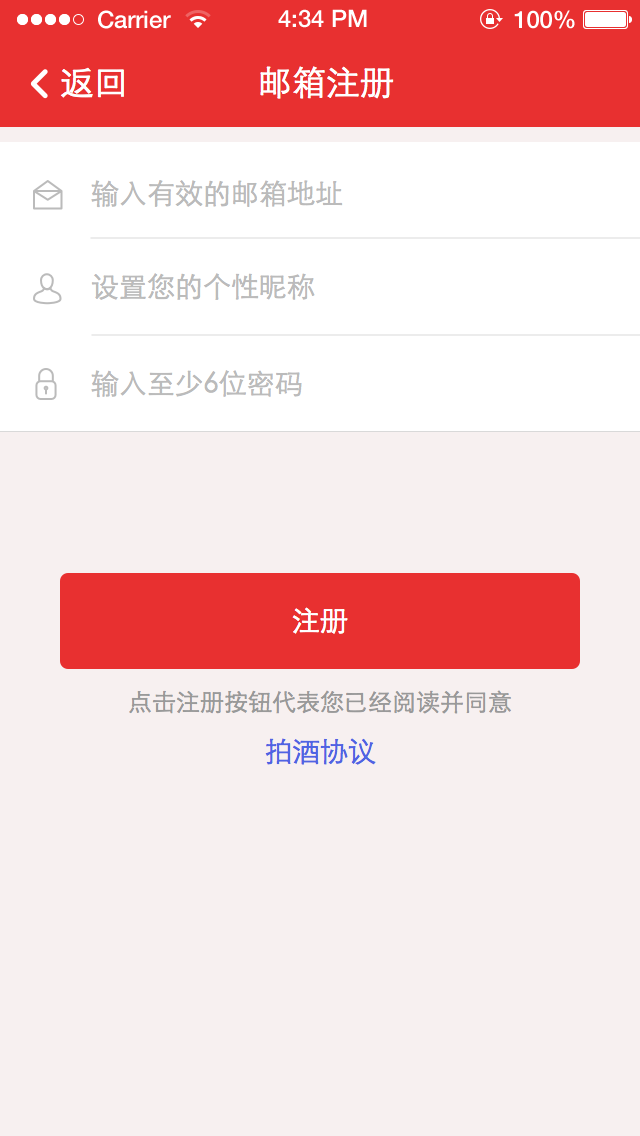 Carrier 4:34 PM 100%
返回 邮箱注册
输入有效的邮箱地址
设置您的个性昵称
输入至少6位密码
注册
点击注册按钮代表您已经阅读并同意
拍酒协议